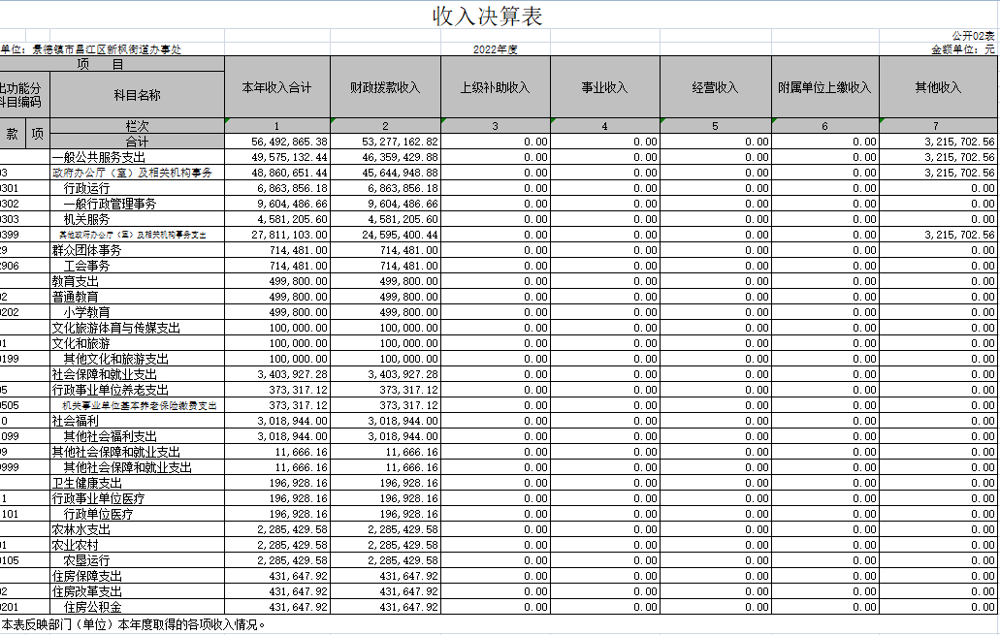 收入决算表
公开02表
单位：景德镇市昌江区新枫街道办事处 2022年度 金额单位：元
项 目 本年收入合计 财政拨款收入 上级补助收入 事业收入 经营收入 附属单位上缴收入 其他收入
出功能分
科目编码 科目名称
款 项 栏次 1 2 3 4 5 6 7
合计 56,492,865.38 53,277,162.82 0.00 0.00 0.00 0.00 3,215,702.56
一般公共服务支出 49,575,132.44 46,359,429.88 0.00 0.00 0.00 0.00 3,215,702.56
03 政府办公厅（室）及相关机构事务 48,860,651.44 45,644,948.88 0.00 0.00 0.00 0.00 3,215,702.56
0301 行政运行 6,863,856.18 6,863,856.18 0.00 0.00 0.00 0.00 0.00
0302 一般行政管理事务 9,604,486.66 9,604,486.66 0.00 0.00 0.00 0.00 0.00
0303 机关服务 4,581,205.60 4,581,205.60 0.00 0.00 0.00 0.00 0.00
0399 其他政府办公厅（室）及相关机构事务支出 27,811,103.00 24,595,400.44 0.00 0.00 0.00 0.00 3,215,702.56
29 群众团体事务 714,481.00 714,481.00 0.00 0.00 0.00 0.00 0.00
2906 工会事务 714,481.00 714,481.00 0.00 0.00 0.00 0.00 0.00
教育支出 499,800.00 499,800.00 0.00 0.00 0.00 0.00 0.00
02 普通教育 499,800.00 499,800.00 0.00 0.00 0.00 0.00 0.00
0202 小学教育 499,800.00 499,800.00 0.00 0.00 0.00 0.00 0.00
文化旅游体育与传媒支出 100,000.00 100,000.00 0.00 0.00 0.00 0.00 0.00
01 文化和旅游 100,000.00 100,000.00 0.00 0.00 0.00 0.00 0.00
0199 其他文化和旅游支出 100,000.00 100,000.00 0.00 0.00 0.00 0.00 0.00
社会保障和就业支出 3,403,927.28 3,403,927.28 0.00 0.00 0.00 0.00 0.00
05 行政事业单位养老支出 373,317.12 373,317.12 0.00 0.00 0.00 0.00 0.00
0505 机关事业单位基本养老保险缴费支出 373,317.12 373,317.12 0.00 0.00 0.00 0.00 0.00
0 社会福利 3,018,944.00 3,018,944.00 0.00 0.00 0.00 0.00 0.00
099 其他社会福利支出 3,018,944.00 3,018,944.00 0.00 0.00 0.00 0.00 0.00
99 其他社会保障和就业支出 11,666.16 11,666.16 0.00 0.00 0.00 0.00 0.00
9999 其他社会保障和就业支出 11,666.16 11,666.16 0.00 0.00 0.00 0.00 0.00
卫生健康支出 196,928.16 196,928.16 0.00 0.00 0.00 0.00 0.00
1 行政事业单位医疗 196,928.16 196,928.16 0.00 0.00 0.00 0.00 0.00
101 行政单位医疗 196,928.16 196,928.16 0.00 0.00 0.00 0.00 0.00
农林水支出 2,285,429.58 2,285,429.58 0.00 0.00 0.00 0.00 0.00
01 农业农村 2,285,429.58 2,285,429.58 0.00 0.00 0.00 0.00 0.00
0105 农垦运行 2,285,429.58 2,285,429.58 0.00 0.00 0.00 0.00 0.00
住房保障支出 431,647.92 431,647.92 0.00 0.00 0.00 0.00 0.00
02 住房改革支出 431,647.92 431,647.92 0.00 0.00 0.00 0.00 0.00
0201 住房公积金 431,647.92 431,647.92 0.00 0.00 0.00 0.00 0.00
本表反映部门（单位）本年度取得的各项收入情况。